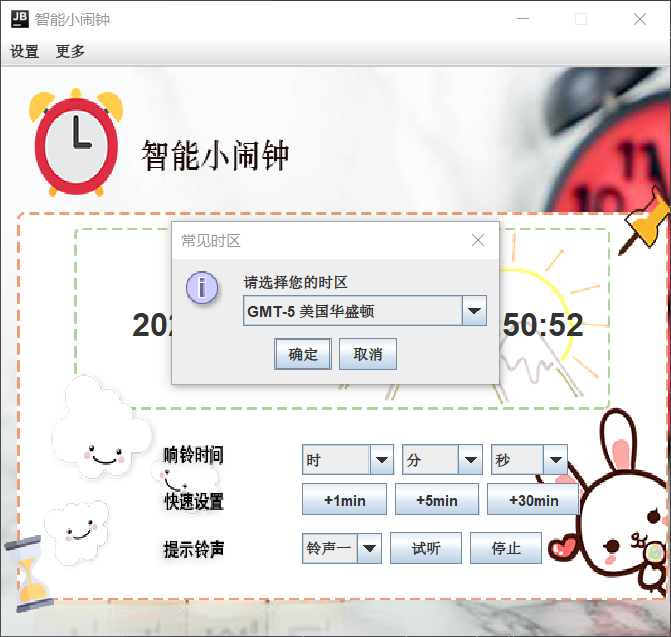 JB 智能小闹钟
设置 更多
智能小闹钟
11
10
常见时区
请选择您的时区
GMT-5 美国华盛顿
202 50:52
确定 取消
响铃时间 时 分 秒
快速设置 +1min +5min +30min
提示铃声 铃声一 试听 停止